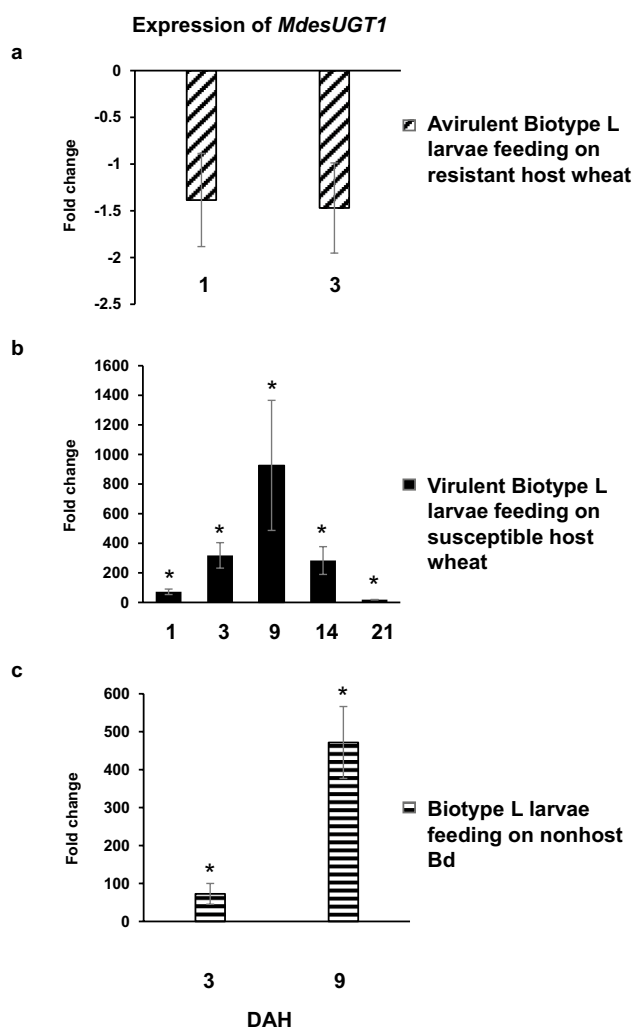 Expression of MdesUGT1
a
0
-0.5
-1
-1.5
-2
-2.5
Fold change
1 3
Avirulent Biotype L
larvae feeding on
resistant host wheat
b
1600
1400
1200
1000
800
600
400
200
0
Fold change
* * * * *
1 3 9 14 21
Virulent Biotype L
larvae feeding on
susceptible host
wheat
c
600
500
400
300
200
100
0
Fold change
* *
3 9
DAH
Biotype L larvae
feeding on nonhost
Bd